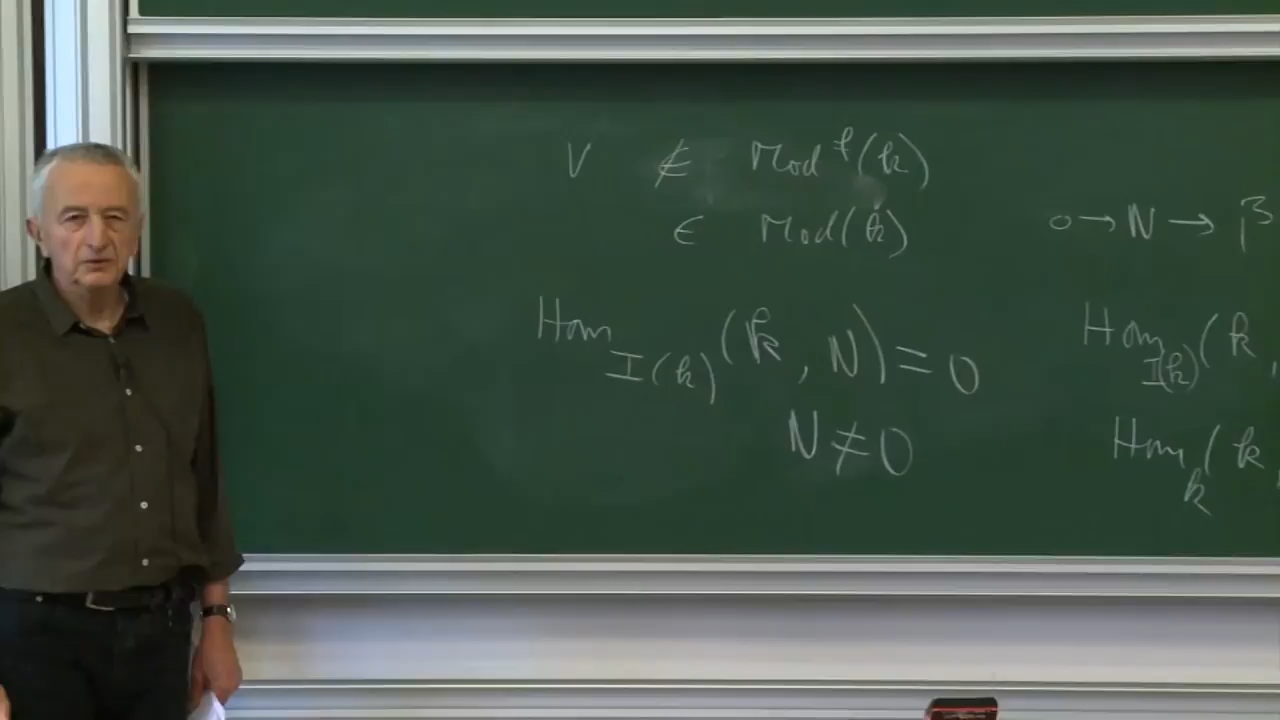 V ∉ Mod^f(k)
∈ Mod(k)
Hom_{I(k)}(k, N) = 0
N ≠ 0
0 → N → β
Hom_{I(k)}(k,
Hom_k(k